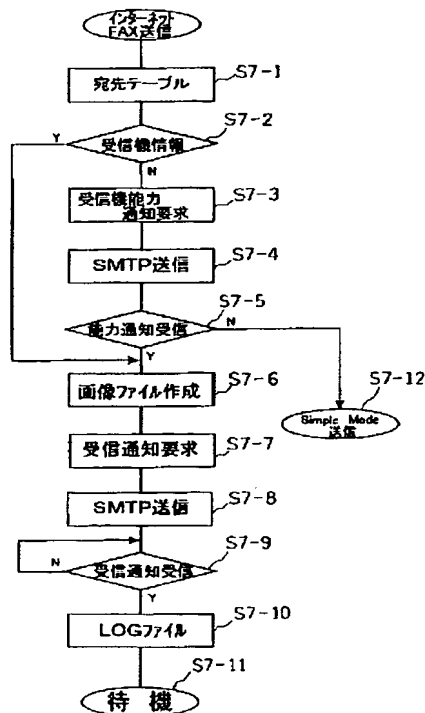 インターネット
FAX送信
宛先テーブル
S7-1
S7-2
Y
受信機情報
N
受信機能力
通知要求
S7-3
SMTP送信
S7-4
S7-5
能力通知受信
N
Y
画像ファイル作成
S7-6
S7-12
Simple Mode
送信
受信通知要求
S7-7
SMTP送信
S7-8
S7-9
N
受信通知受信
Y
LOGファイル
S7-10
S7-11
待機